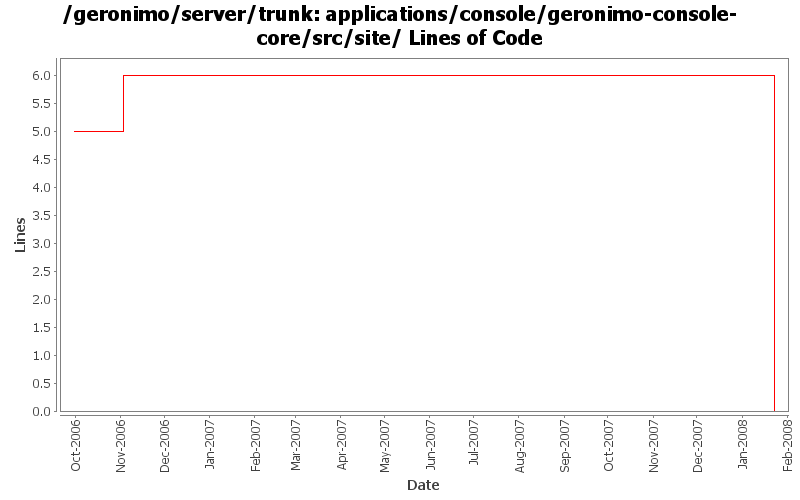 /geronimo/server/trunk: applications/console/geronimo-console-
core/src/site/ Lines of Code
6.0
5.5
5.0
4.5
4.0
3.5
3.0
2.5
2.0
1.5
1.0
0.5
0.0
Lines
Oct-2006
Nov-2006
Dec-2006
Jan-2007
Feb-2007
Mar-2007
Apr-2007
May-2007
Jun-2007
Jul-2007
Aug-2007
Sep-2007
Oct-2007
Nov-2007
Dec-2007
Jan-2008
Feb-2008
Date